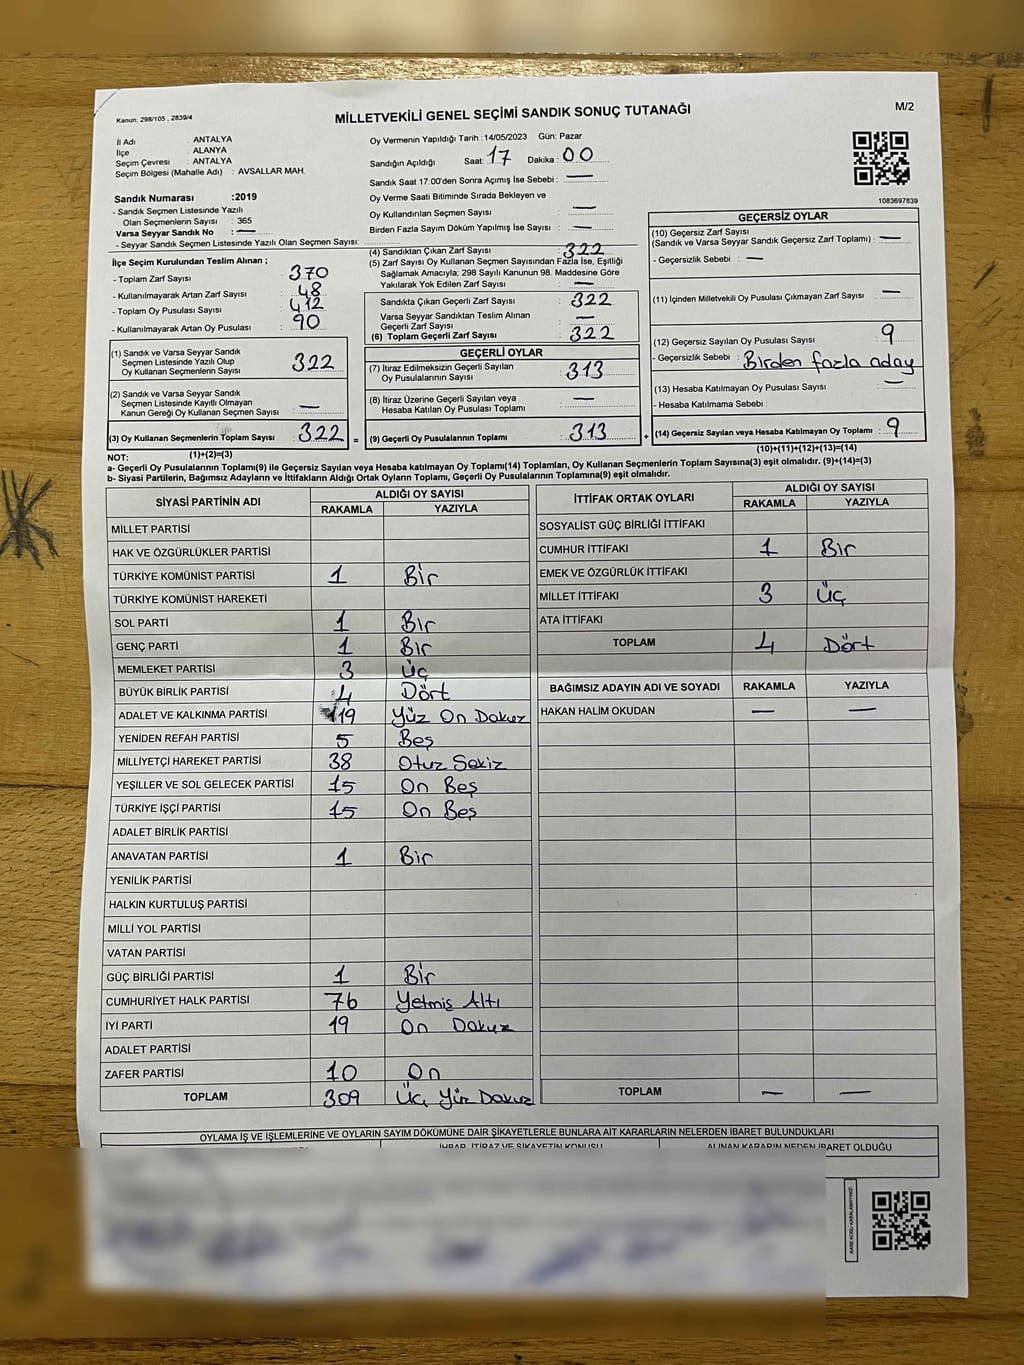 Kanun: 298/105 , 2839/4
MİLLETVEKİLİ GENEL SEÇİMİ SANDIK SONUÇ TUTANAĞI
M/2
İl Adı : ANTALYA
İlçe : ALANYA
Seçim Çevresi : ANTALYA
Seçim Bölgesi (Mahalle Adı) : AVSALLAR MAH.
Oy Vermenin Yapıldığı Tarih :14/05/2023 Gün: Pazar
Sandığın Açıldığı Saat: 17 Dakika : 00
Sandık Saat 17:00'den Sonra Açımış İse Sebebi : —
Oy Verme Saati Bitiminde Sırada Bekleyen ve
Oy Kullandırılan Seçmen Sayısı : —
Birden Fazla Sayım Döküm Yapılmış İse Sayısı : —
1083697839
Sandık Numarası :2019
- Sandık Seçmen Listesinde Yazılı
Olan Seçmenlerin Sayısı : 365
Varsa Seyyar Sandık No : —
- Seyyar Sandık Seçmen Listesinde Yazılı Olan Seçmen Sayısı:
İlçe Seçim Kurulundan Teslim Alınan ;
- Toplam Zarf Sayısı : 370
- Kullanılmayarak Artan Zarf Sayısı : 48
- Toplam Oy Pusulası Sayısı : 412
- Kullanılmayarak Artan Oy Pusulası : 90
(4) Sandıktan Çıkan Zarf Sayısı : 322
(5) Zarf Sayısı Oy Kullanan Seçmen Sayısından Fazla İse, Eşitliği
Sağlamak Amacıyla; 298 Sayılı Kanunun 98. Maddesine Göre
Yakılarak Yok Edilen Zarf Sayısı : —
Sandıkta Çıkan Geçerli Zarf Sayısı : 322
Varsa Seyyar Sandıktan Teslim Alınan
Geçerli Zarf Sayısı : —
(6) Toplam Geçerli Zarf Sayısı : 322
GEÇERSİZ OYLAR
(10) Geçersiz Zarf Sayısı
(Sandık ve Varsa Seyyar Sandık Geçersiz Zarf Toplamı) : —
- Geçersizlik Sebebi : —
(11) İçinden Milletvekili Oy Pusulası Çıkmayan Zarf Sayısı : —
(12) Geçersiz Sayılan Oy Pusulası Sayısı : 9
- Geçersizlik Sebebi : Birden fazla aday
(13) Hesaba Katılmayan Oy Pusulası Sayısı : —
- Hesaba Katılmama Sebebi :
(14) Geçersiz Sayılan veya Hesaba Katılmayan Oy Toplamı : 9
(10)+(11)+(12)+(13)=(14)
(1) Sandık ve Varsa Seyyar Sandık
Seçmen Listesinde Yazılı Olup
Oy Kullanan Seçmenlerin Sayısı : 322
(2) Sandık ve Varsa Seyyar Sandık
Seçmen Listesinde Kayıtlı Olmayan
Kanun Gereği Oy Kullanan Seçmen Sayısı : —
(3) Oy Kullanan Seçmenlerin Toplam Sayısı : 322 =
(1)+(2)=(3)
GEÇERLİ OYLAR
(7) İtiraz Edilmeksizin Geçerli Sayılan
Oy Pusulalarının Sayısı : 313
(8) İtiraz Üzerine Geçerli Sayılan veya
Hesaba Katılan Oy Pusulası Toplamı : —
(9) Geçerli Oy Pusulalarının Toplamı : 313 +
NOT:
a- Geçerli Oy Pusulalarının Toplamı(9) ile Geçersiz Sayılan veya Hesaba katılmayan Oy Toplamı(14) Toplamları, Oy Kullanan Seçmenlerin Toplam Sayısına(3) eşit olmalıdır. (9)+(14)=(3)
b- Siyasi Partilerin, Bağımsız Adayların ve İttifakların Aldığı Ortak Oyların Toplamı, Geçerli Oy Pusulalarının Toplamına(9) eşit olmalıdır.
SİYASİ PARTİNİN ADI ALDIĞI OY SAYISI
RAKAMLA YAZIYLA
MİLLET PARTİSİ
HAK VE ÖZGÜRLÜKLER PARTİSİ
TÜRKİYE KOMÜNİST PARTİSİ 1 Bir
TÜRKİYE KOMÜNİST HAREKETİ
SOL PARTİ 1 Bir
GENÇ PARTİ 1 Bir
MEMLEKET PARTİSİ 3 Üç
BÜYÜK BİRLİK PARTİSİ 4 Dört
ADALET VE KALKINMA PARTİSİ 119 Yüz On Dokuz
YENİDEN REFAH PARTİSİ 5 Beş
MİLLİYETÇİ HAREKET PARTİSİ 38 Otuz Sekiz
YEŞİLLER VE SOL GELECEK PARTİSİ 15 On Beş
TÜRKİYE İŞÇİ PARTİSİ 15 On Beş
ADALET BİRLİK PARTİSİ
ANAVATAN PARTİSİ 1 Bir
YENİLİK PARTİSİ
HALKIN KURTULUŞ PARTİSİ
MİLLİ YOL PARTİSİ
VATAN PARTİSİ
GÜÇ BİRLİĞİ PARTİSİ 1 Bir
CUMHURİYET HALK PARTİSİ 76 Yetmiş Altı
İYİ PARTİ 19 On Dokuz
ADALET PARTİSİ
ZAFER PARTİSİ 10 On
TOPLAM 309 Üç Yüz Dokuz
İTTİFAK ORTAK OYLARI ALDIĞI OY SAYISI
RAKAMLA YAZIYLA
SOSYALİST GÜÇ BİRLİĞİ İTTİFAKI
CUMHUR İTTİFAKI 1 Bir
EMEK VE ÖZGÜRLÜK İTTİFAKI
MİLLET İTTİFAKI 3 Üç
ATA İTTİFAKI
TOPLAM 4 Dört
BAĞIMSIZ ADAYIN ADI VE SOYADI RAKAMLA YAZIYLA
HAKAN HALİM OKUDAN — —
TOPLAM — —
OYLAMA İŞ VE İŞLEMLERİNE VE OYLARIN SAYIM DÖKÜMÜNE DAİR ŞİKAYETLERLE BUNLARA AİT KARARLARIN NELERDEN İBARET BULUNDUKLARI
İHBAR, İTİRAZ VE ŞİKAYETİN KONUSU ALINAN KARARIN NEDEN İBARET OLDUĞU
KARE KODU KARALAMAYINIZ!